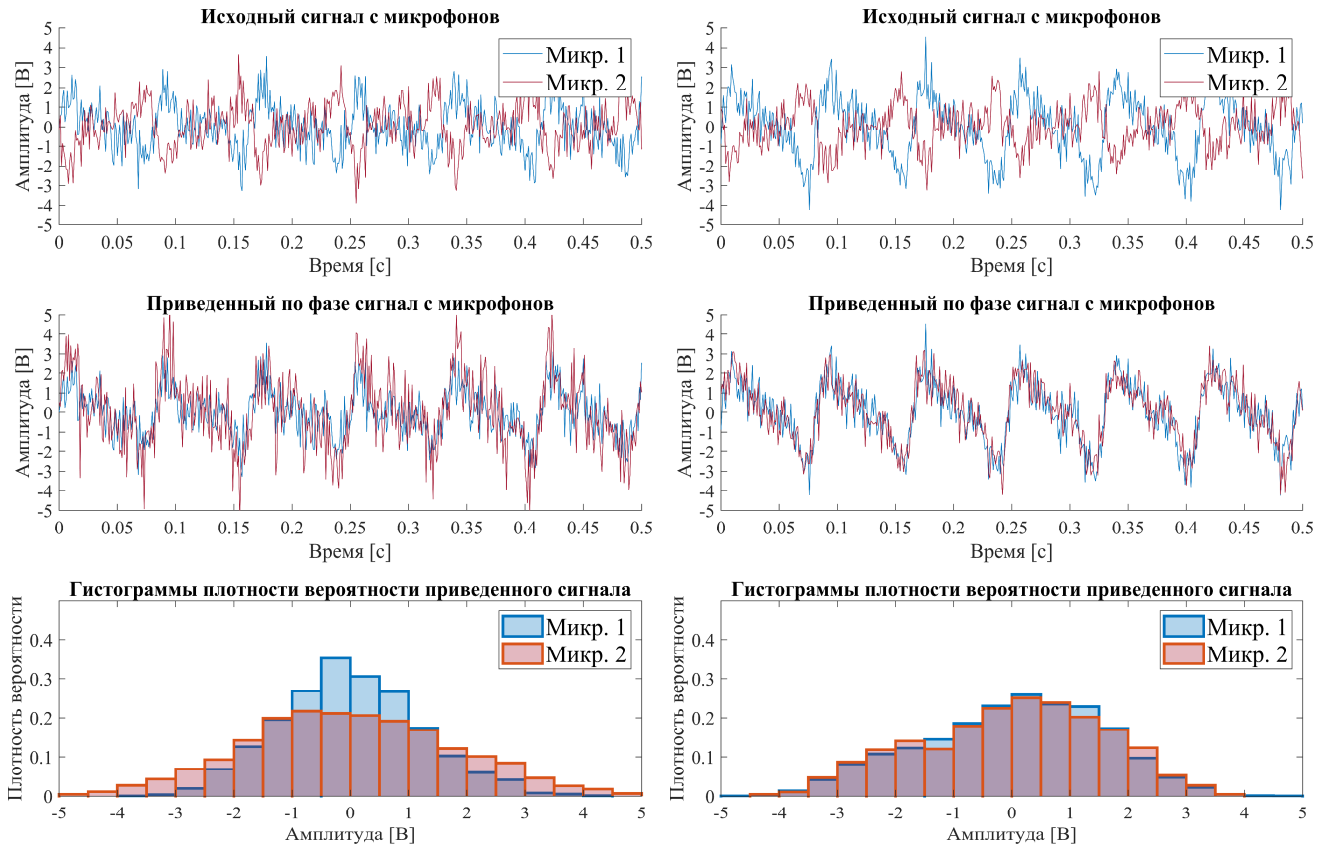 Исходный сигнал с микрофонов
Амплитуда [В]
5
4
3
2
1
0
-1
-2
-3
-4
-5
Микр. 1
Микр. 2
0 0.05 0.1 0.15 0.2 0.25 0.3 0.35 0.4 0.45 0.5
Время [с]
Исходный сигнал с микрофонов
Амплитуда [В]
5
4
3
2
1
0
-1
-2
-3
-4
-5
Микр. 1
Микр. 2
0 0.05 0.1 0.15 0.2 0.25 0.3 0.35 0.4 0.45 0.5
Время [с]
Приведенный по фазе сигнал с микрофонов
Амплитуда [В]
5
4
3
2
1
0
-1
-2
-3
-4
-5
0 0.05 0.1 0.15 0.2 0.25 0.3 0.35 0.4 0.45 0.5
Время [с]
Приведенный по фазе сигнал с микрофонов
Амплитуда [В]
5
4
3
2
1
0
-1
-2
-3
-4
-5
0 0.05 0.1 0.15 0.2 0.25 0.3 0.35 0.4 0.45 0.5
Время [с]
Гистограммы плотности вероятности приведенного сигнала
Плотность вероятности
0.4
0.3
0.2
0.1
0
Микр. 1
Микр. 2
-5 -4 -3 -2 -1 0 1 2 3 4 5
Амплитуда [В]
Гистограммы плотности вероятности приведенного сигнала
Плотность вероятности
0.4
0.3
0.2
0.1
0
Микр. 1
Микр. 2
-5 -4 -3 -2 -1 0 1 2 3 4 5
Амплитуда [В]